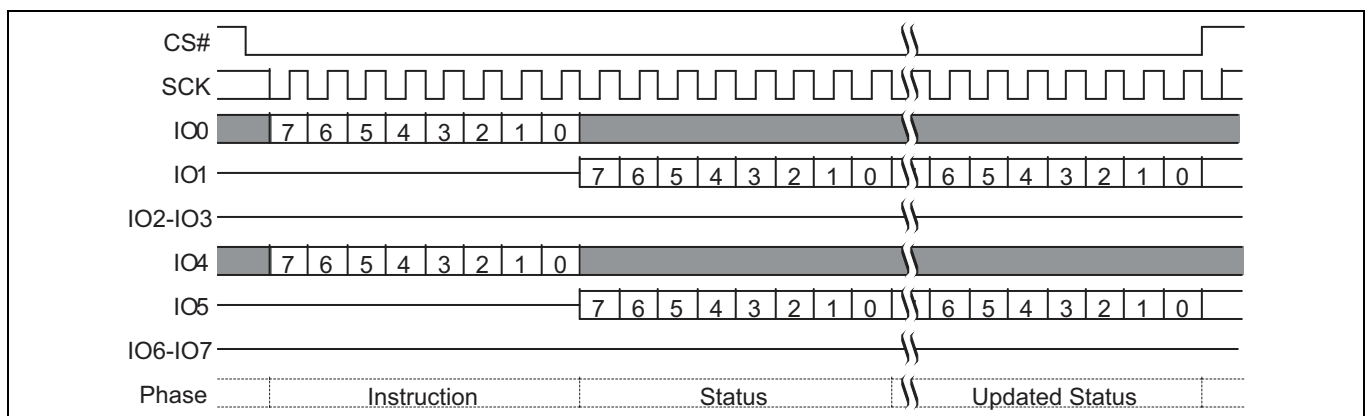 CS#
SCK
IO0 7 6 5 4 3 2 1 0
IO1 7 6 5 4 3 2 1 0 6 5 4 3 2 1 0
IO2-IO3
IO4 7 6 5 4 3 2 1 0
IO5 7 6 5 4 3 2 1 0 6 5 4 3 2 1 0
IO6-IO7
Phase Instruction Status Updated Status